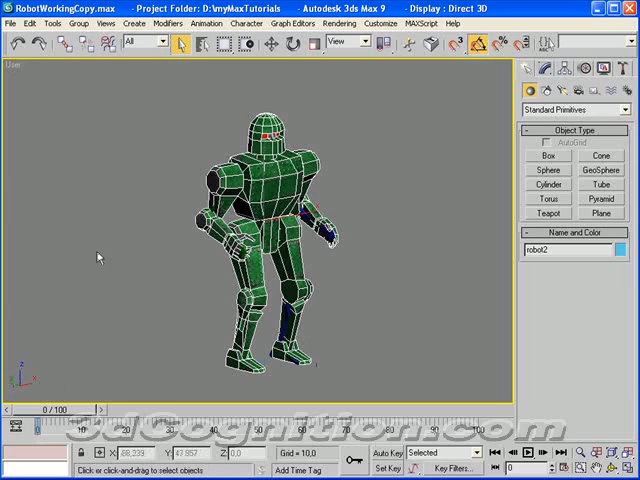 RobotWorkingCopy.max - Project Folder: D:\myMaxTutorials - Autodesk 3ds Max 9 - Display : Direct 3D
File Edit Tools Group Views Create Modifiers Animation Character Graph Editors Rendering Customize MAXScript Help
All View 3
User
Standard Primitives
- Object Type
AutoGrid
Box Cone
Sphere GeoSphere
Cylinder Tube
Torus Pyramid
Teapot Plane
- Name and Color
robot2
z
y x
< 0 / 100 >
0 10 20 30 40 50 60 70 80 90 100
3dCognition.com
X: Y: 47,957 Z: 0,0 Grid = 10,0 Auto Key Selected
Click or click-and-drag to select objects Add Time Tag Set Key Key Filters... 0